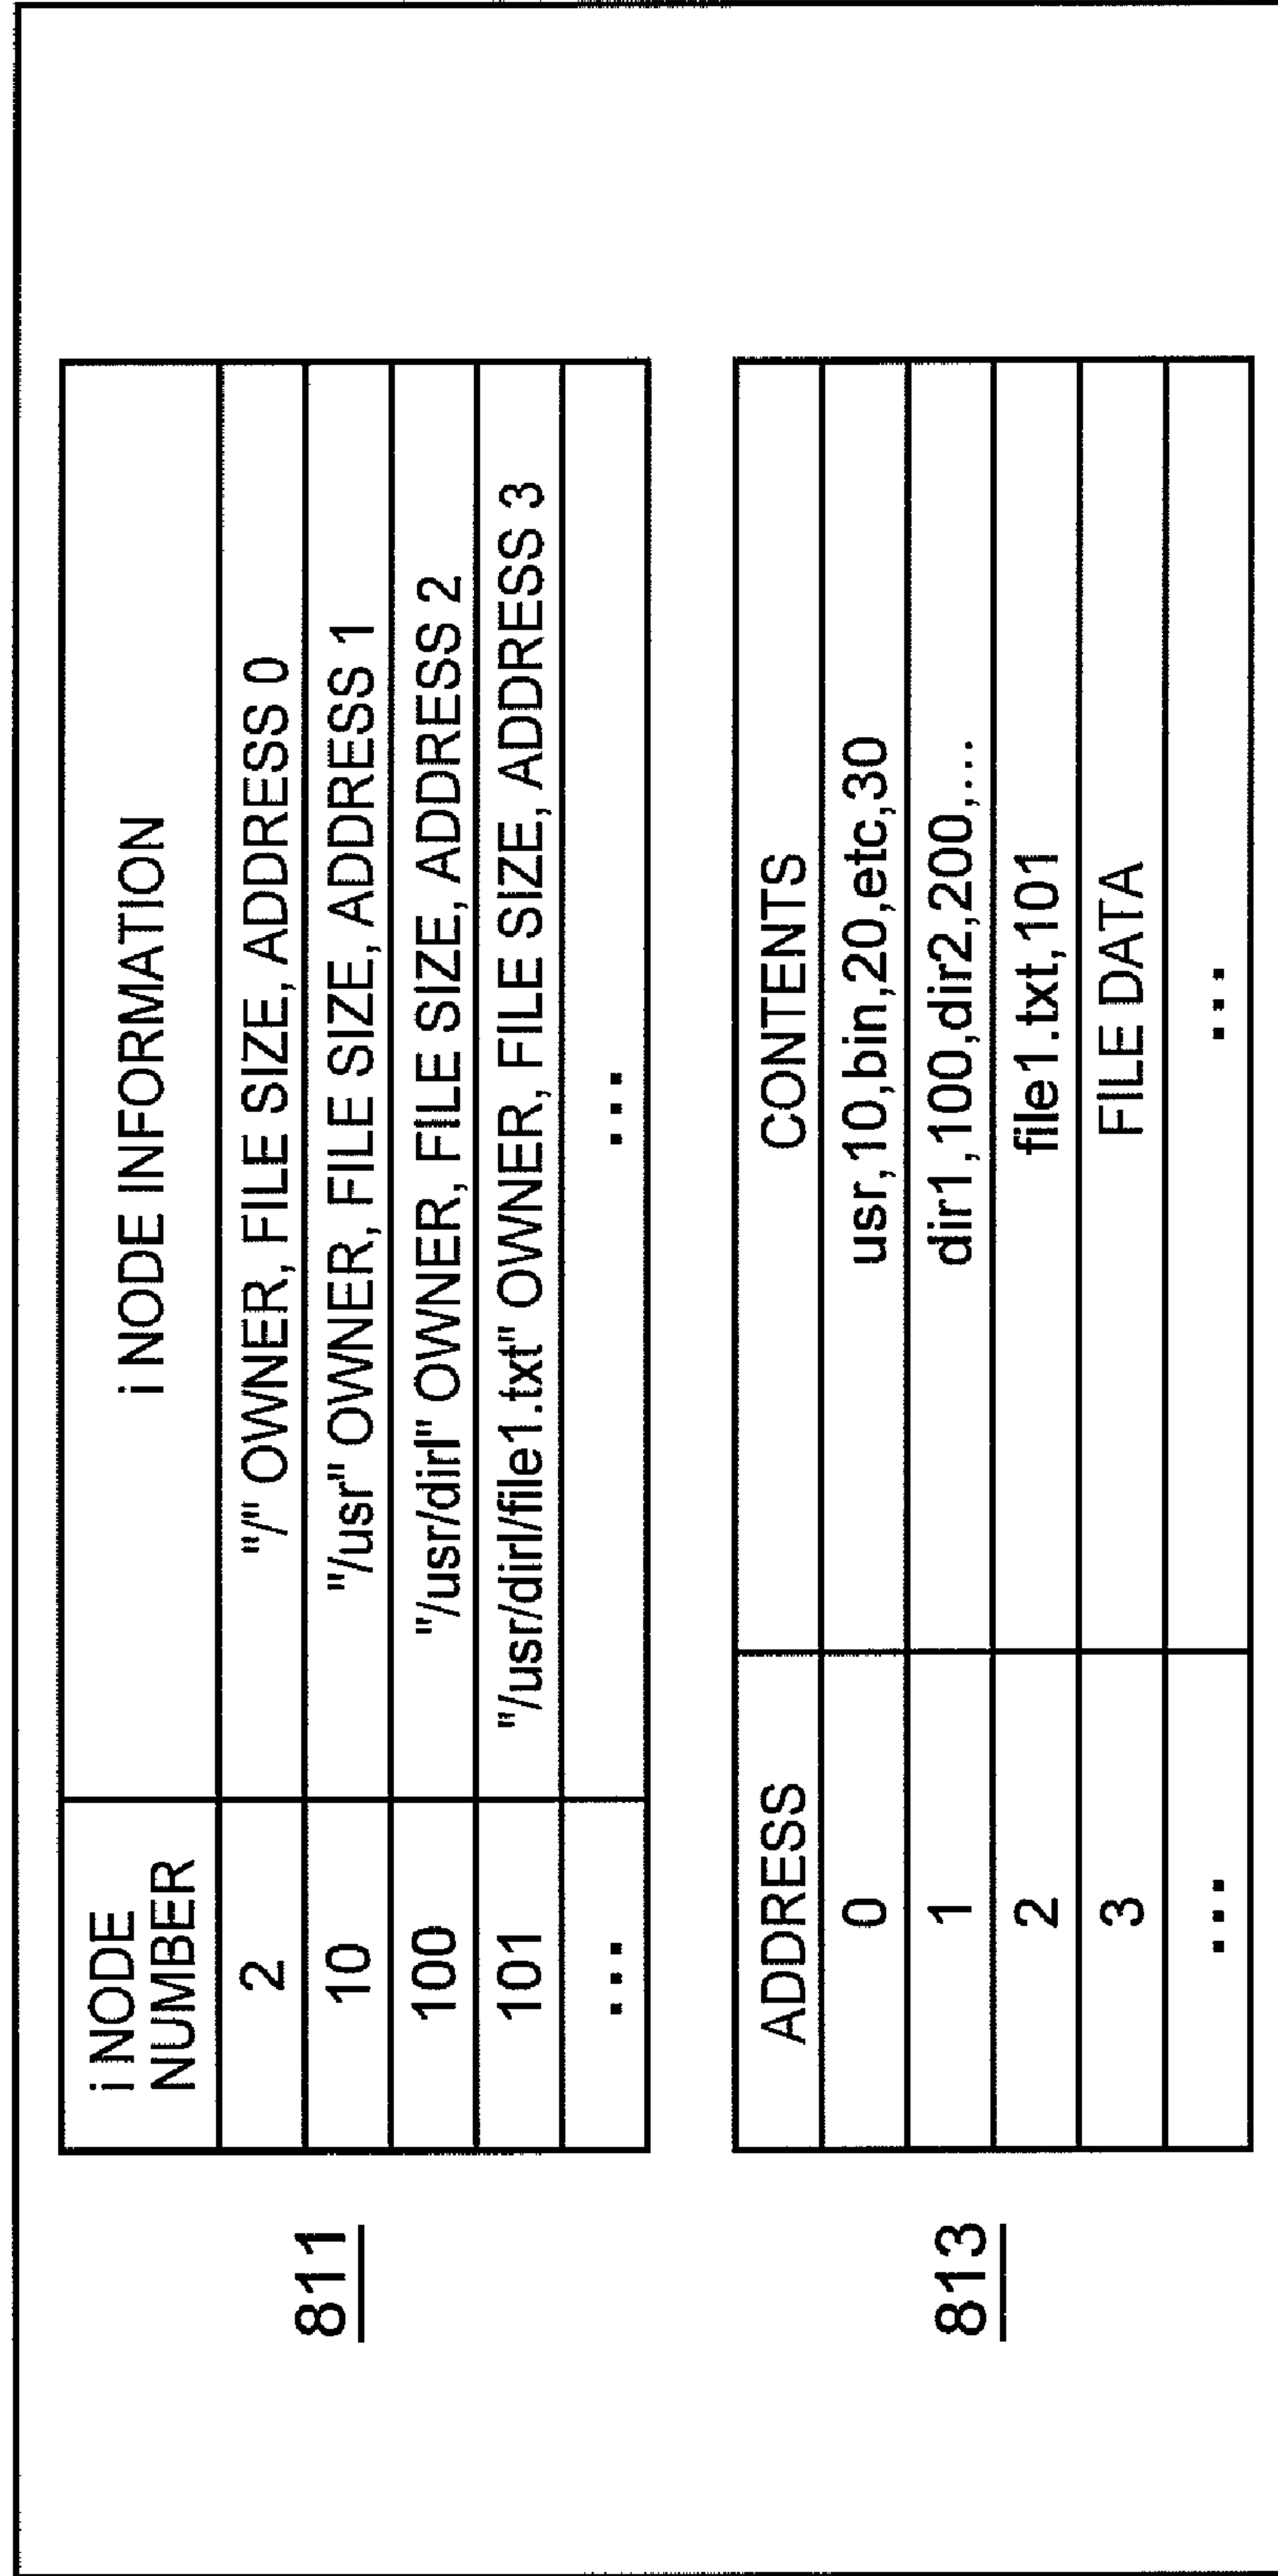 811
i NODE
NUMBER
i NODE INFORMATION
2
"/" OWNER, FILE SIZE, ADDRESS 0
10
"/usr" OWNER, FILE SIZE, ADDRESS 1
100
"/usr/dirl" OWNER, FILE SIZE, ADDRESS 2
101
"/usr/dirl/file1.txt" OWNER, FILE SIZE, ADDRESS 3
...
...
813
ADDRESS
CONTENTS
0
usr,10,bin,20,etc,30
1
dir1,100,dir2,200,...
2
file1.txt,101
3
FILE DATA
...
...